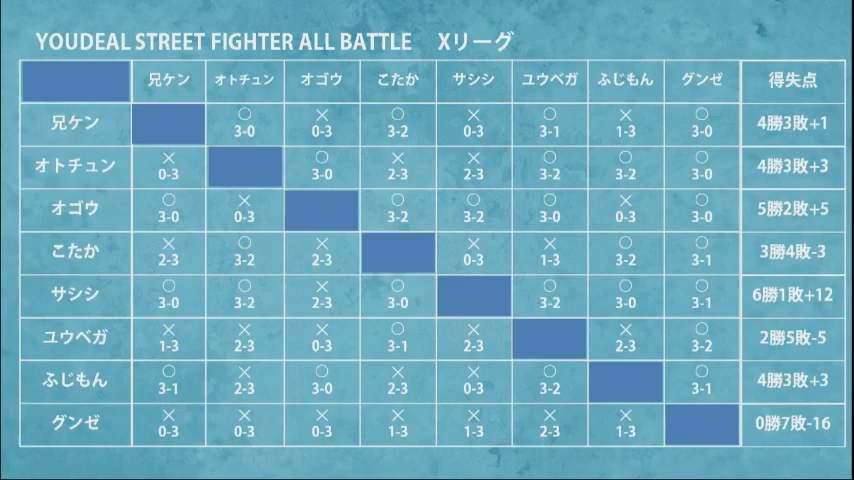 YOUDEAL STREET FIGHTER ALL BATTLE Xリーグ
兄ケン オトチュン オゴウ こたか サシシ ユウベガ ふじもん グンゼ 得失点
兄ケン ○ 3-0 × 0-3 ○ 3-2 × 0-3 ○ 3-1 × 1-3 ○ 3-0 4勝3敗+1
オトチュン × 0-3 ○ 3-0 × 2-3 × 2-3 ○ 3-2 ○ 3-2 ○ 3-0 4勝3敗+3
オゴウ ○ 3-0 × 0-3 ○ 3-2 ○ 3-2 ○ 3-0 × 0-3 ○ 3-0 5勝2敗+5
こたか × 2-3 ○ 3-2 × 2-3 × 0-3 × 1-3 ○ 3-2 ○ 3-1 3勝4敗-3
サシシ ○ 3-0 ○ 3-2 × 2-3 ○ 3-0 ○ 3-2 ○ 3-0 ○ 3-1 6勝1敗+12
ユウベガ × 1-3 × 2-3 × 0-3 ○ 3-1 × 2-3 × 2-3 ○ 3-2 2勝5敗-5
ふじもん ○ 3-1 × 2-3 ○ 3-0 × 2-3 × 0-3 ○ 3-2 ○ 3-1 4勝3敗+3
グンゼ × 0-3 × 0-3 × 0-3 × 1-3 × 1-3 × 2-3 × 1-3 0勝7敗-16